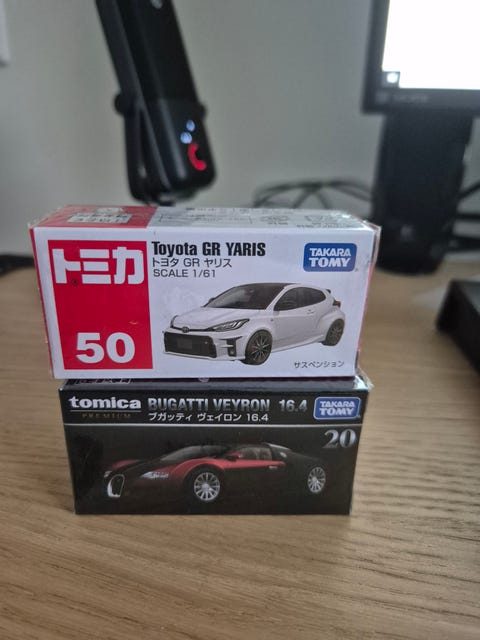 トミカ
50
Toyota GR YARIS
トヨタ GR ヤリス
SCALE 1/61
TAKARA TOMY
サスペンション
tomica
PREMIUM
BUGATTI VEYRON 16.4
ブガッティ ヴェイロン 16.4
TAKARA TOMY
20